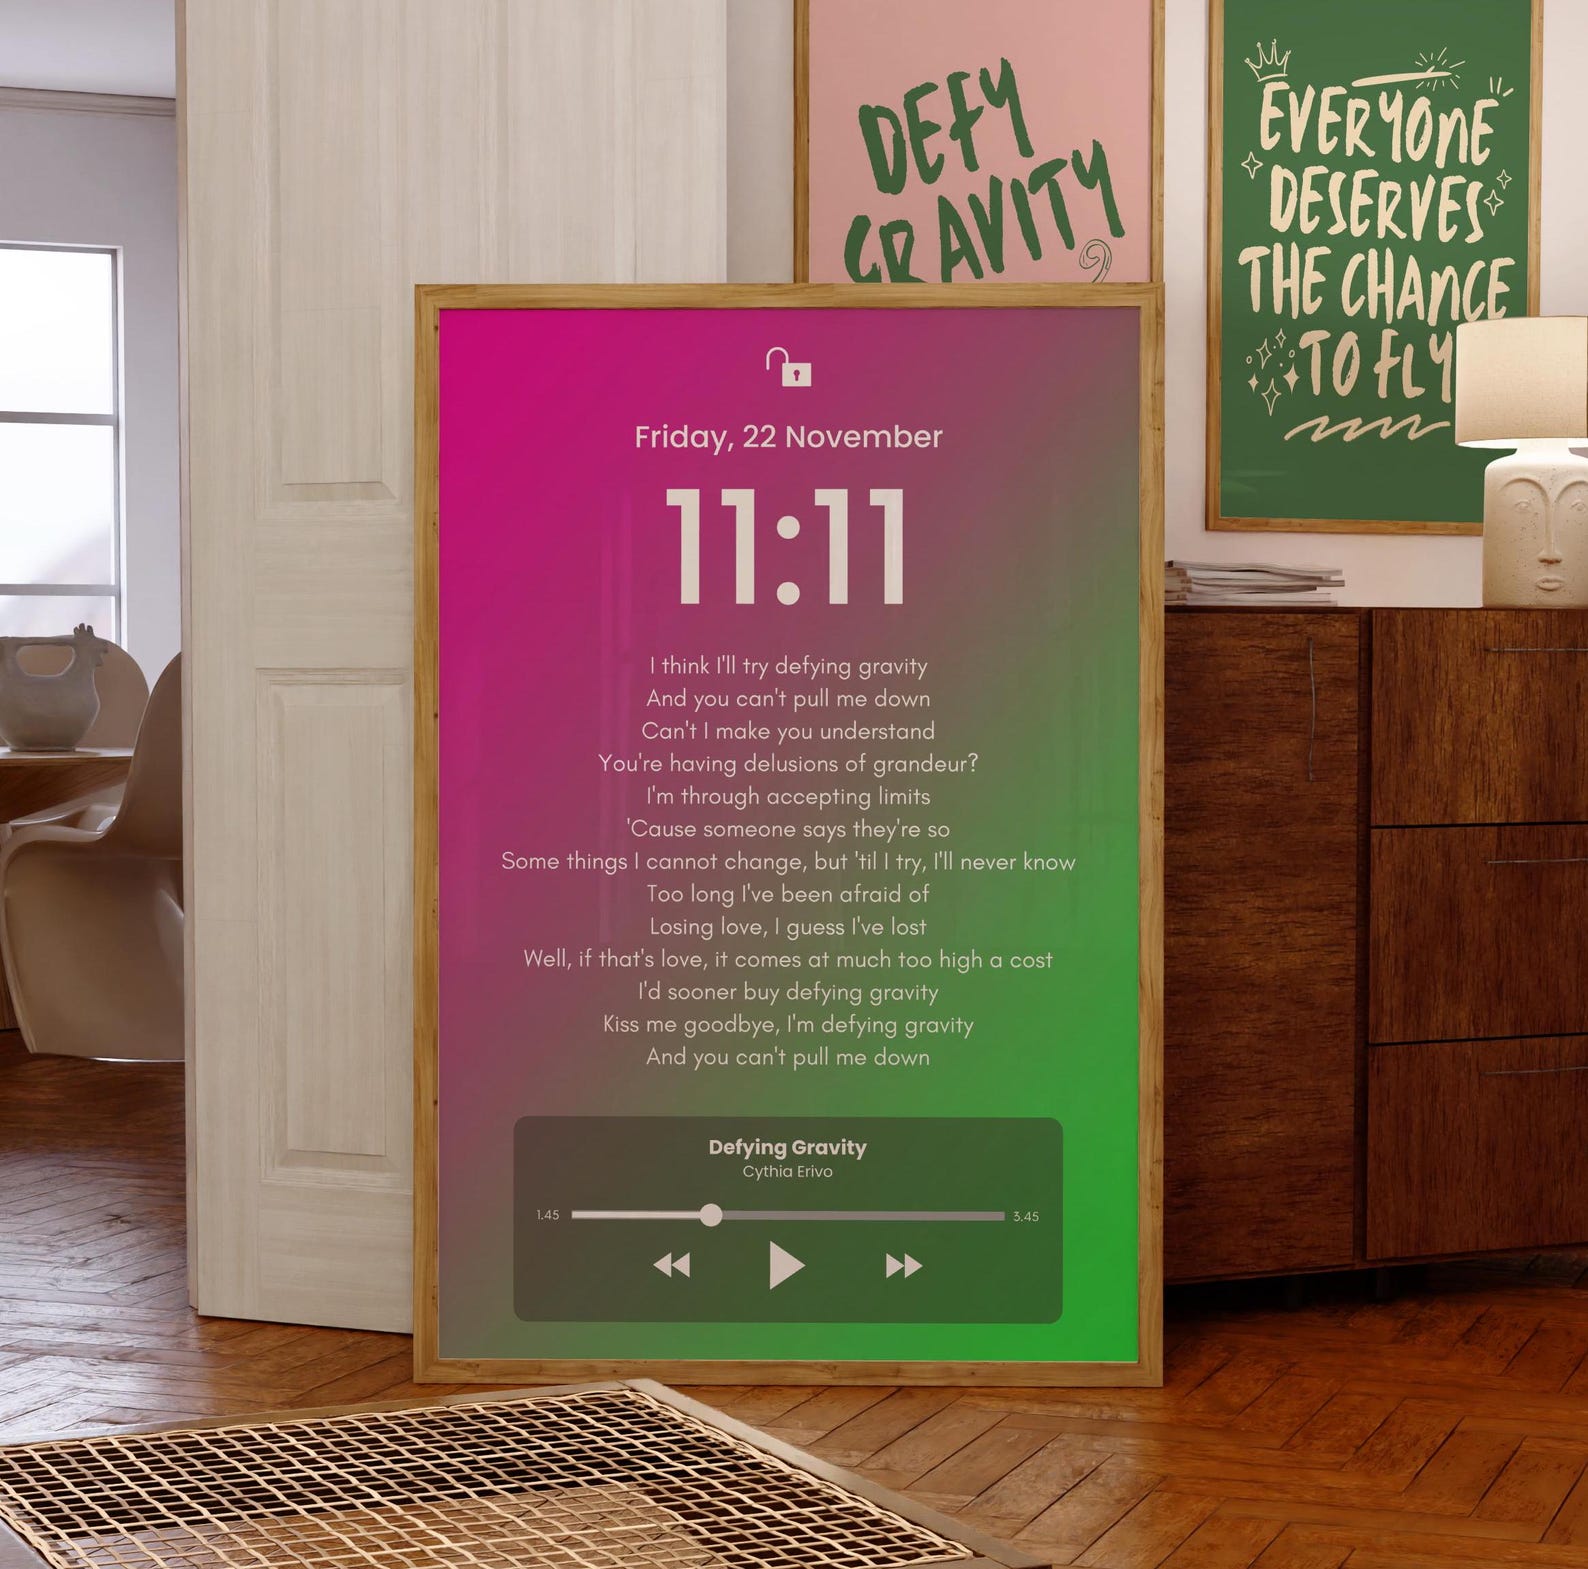 DEFY
GRAVITY
EVERYONE
DESERVES
THE CHANCE
TO FLY
Friday, 22 November
11:11
I think I'll try defying gravity
And you can't pull me down
Can't I make you understand
You're having delusions of grandeur?
I'm through accepting limits
'Cause someone says they're so
Some things I cannot change, but 'til I try, I'll never know
Too long I've been afraid of
Losing love, I guess I've lost
Well, if that's love, it comes at much too high a cost
I'd sooner buy defying gravity
Kiss me goodbye, I'm defying gravity
And you can't pull me down
Defying Gravity
Cythia Erivo
1.45
3.45